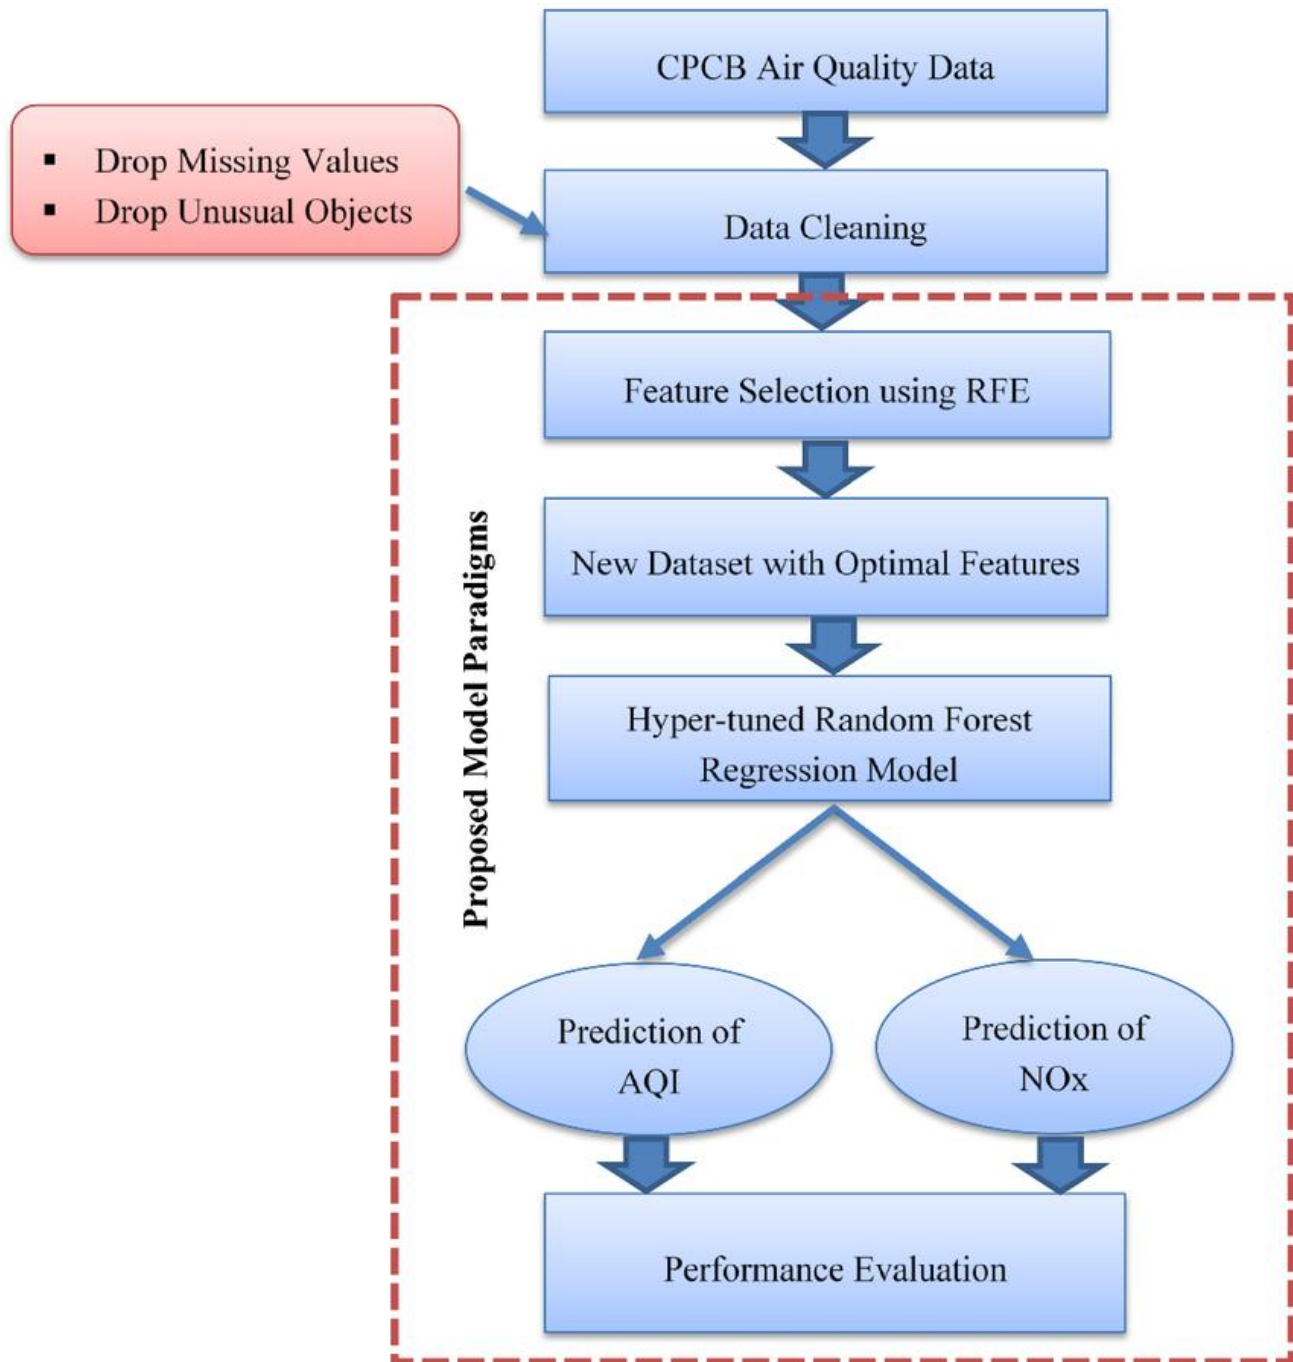 CPCB Air Quality Data
▪ Drop Missing Values
▪ Drop Unusual Objects
Data Cleaning
Feature Selection using RFE
New Dataset with Optimal Features
Proposed Model Paradigms
Hyper-tuned Random Forest
Regression Model
Prediction of
AQI
Prediction of
NOx
Performance Evaluation